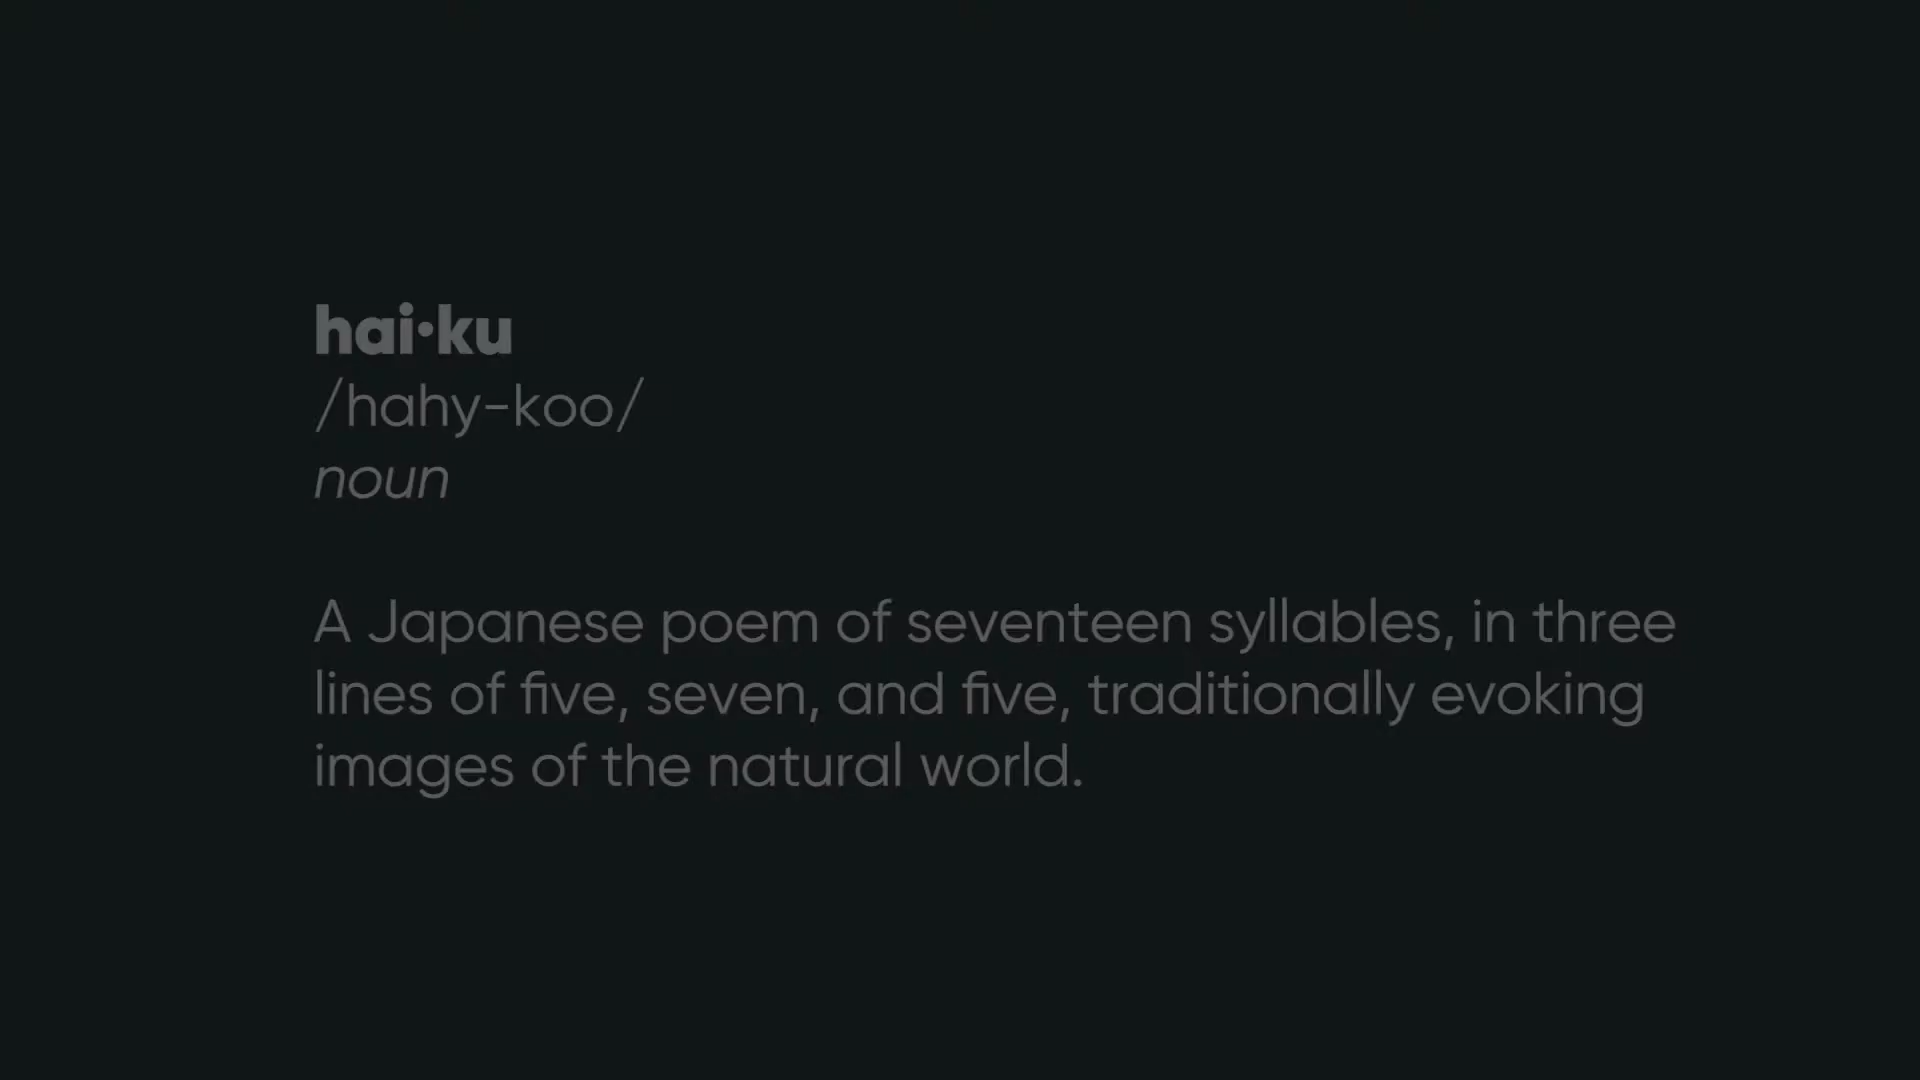 hai•ku
/hahy-koo/
noun
A Japanese poem of seventeen syllables, in three
lines of five, seven, and five, traditionally evoking
images of the natural world.